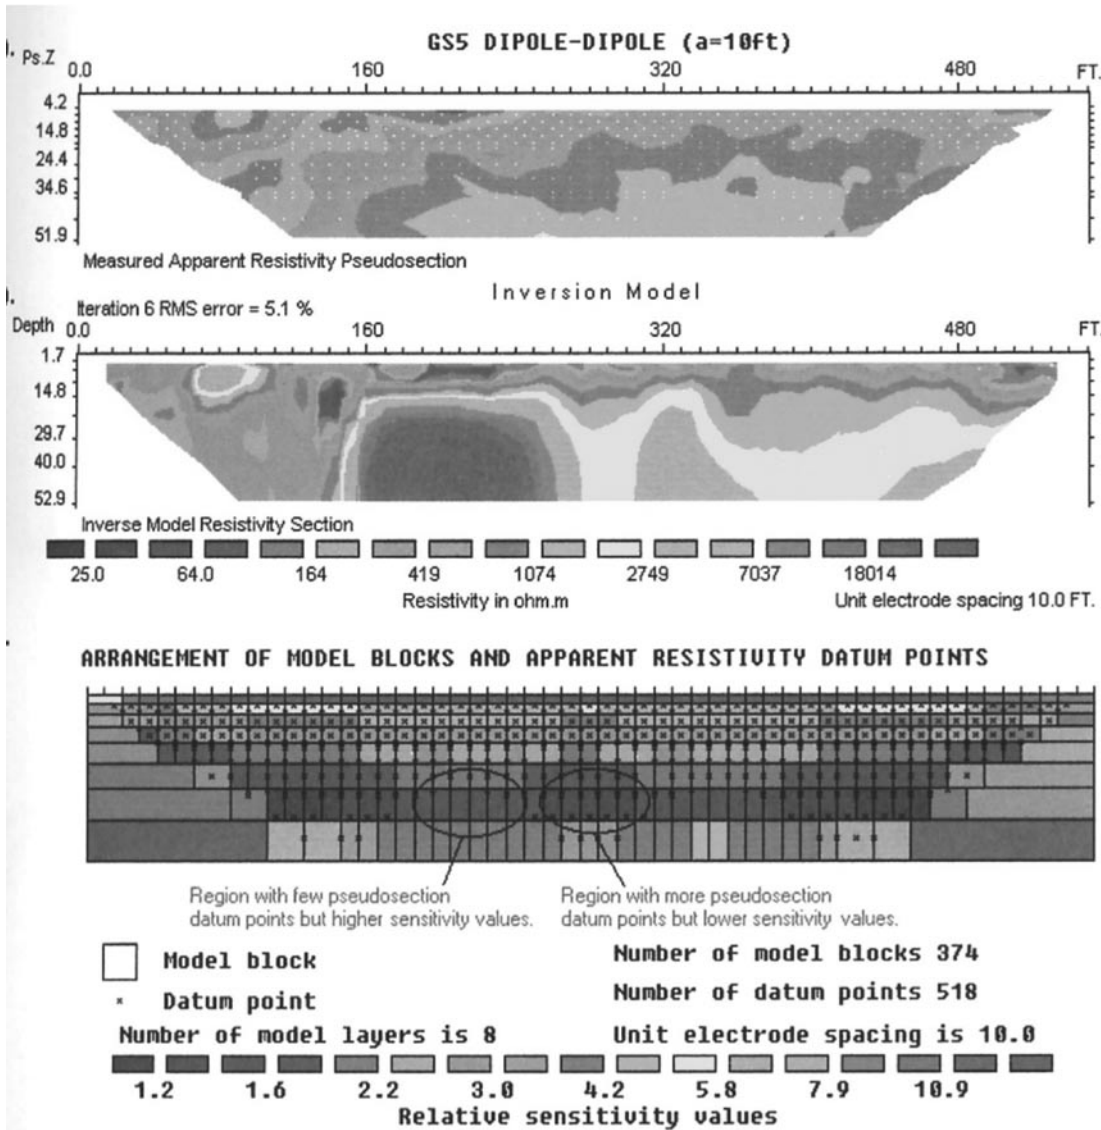 GS5 DIPOLE-DIPOLE (a=10ft)
Ps.Z 0.0 160 320 480 FT.
4.2
14.8
24.4
34.6
51.9
Measured Apparent Resistivity Pseudosection
Inversion Model
Iteration 6 RMS error = 5.1 %
Depth 0.0 160 320 480 FT.
1.7
14.8
29.7
40.0
52.9
Inverse Model Resistivity Section
25.0 64.0 164 419 1074 2749 7037 18014
Resistivity in ohm.m Unit electrode spacing 10.0 FT.
ARRANGEMENT OF MODEL BLOCKS AND APPARENT RESISTIVITY DATUM POINTS
Region with few pseudosection
datum points but higher sensitivity values.
Region with more pseudosection
datum points but lower sensitivity values.
Model block
Number of model blocks 374
Datum point
Number of datum points 518
Number of model layers is 8 Unit electrode spacing is 10.0
1.2 1.6 2.2 3.0 4.2 5.8 7.9 10.9
Relative sensitivity values